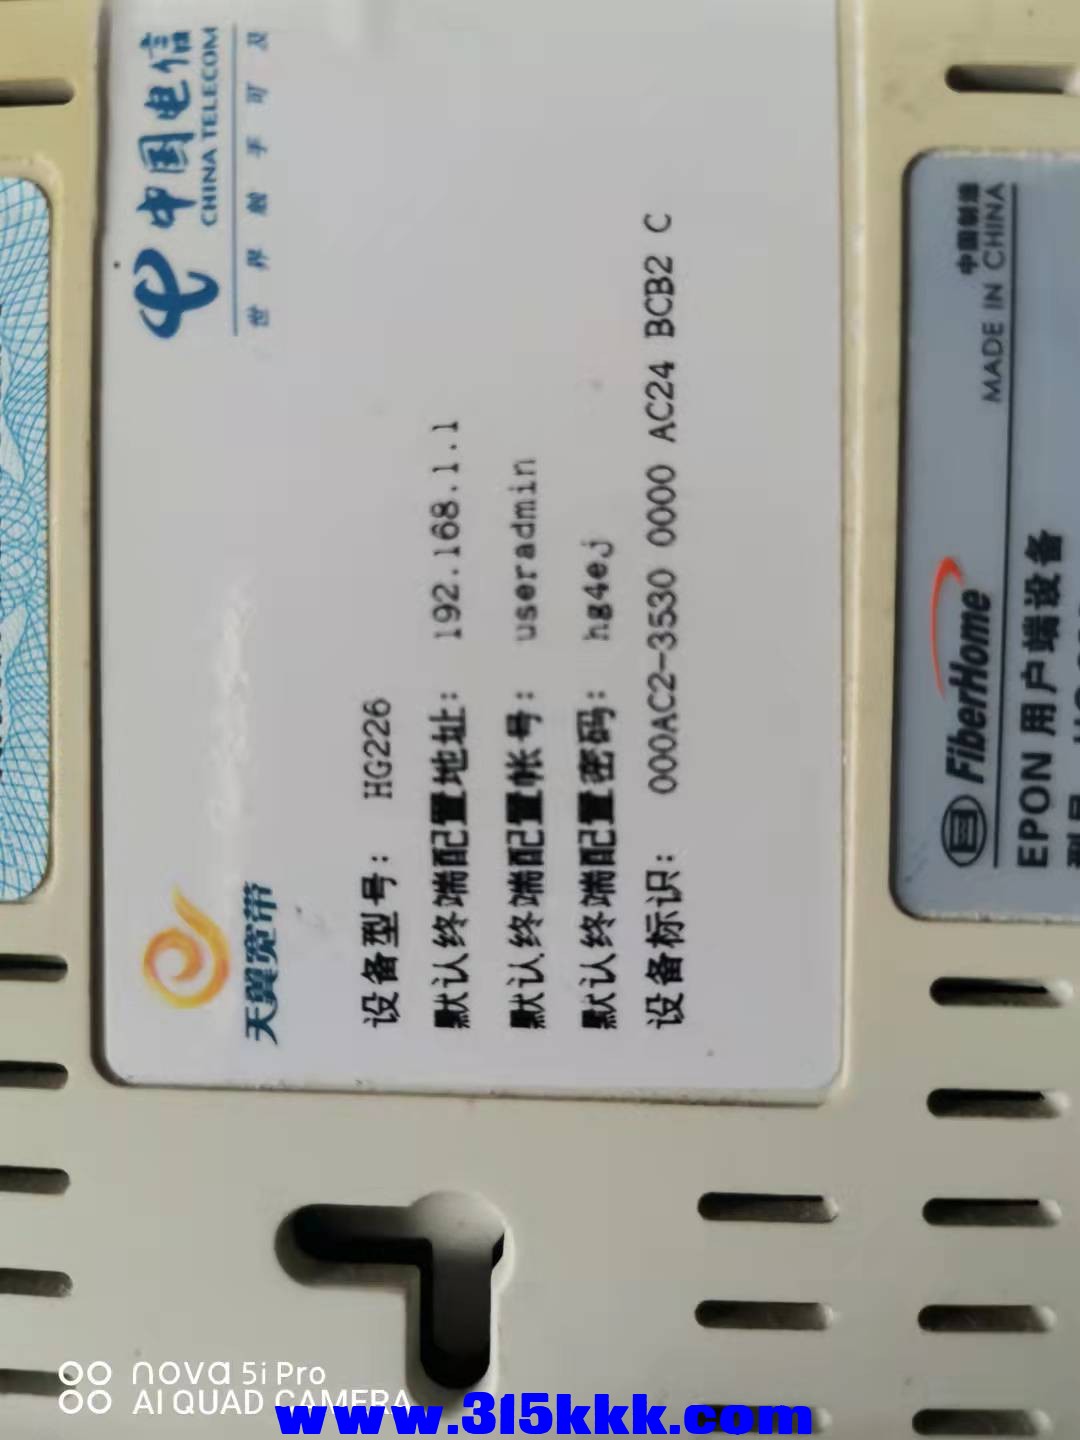 中国电信
CHINA TELECOM
世界触手可及
天翼宽带
设备型号: HG226
默认终端配置地址: 192.168.1.1
默认终端配置帐号: useradmin
默认终端配置密码: hg4ej
设备标识: 000AC2-3530 0000 AC24 BCB2 C
中国制造
MADE IN CHINA
FiberHome
EPON 用户端设备
nova 5i Pro
AI QUAD CAMERA
www.315kkk.com